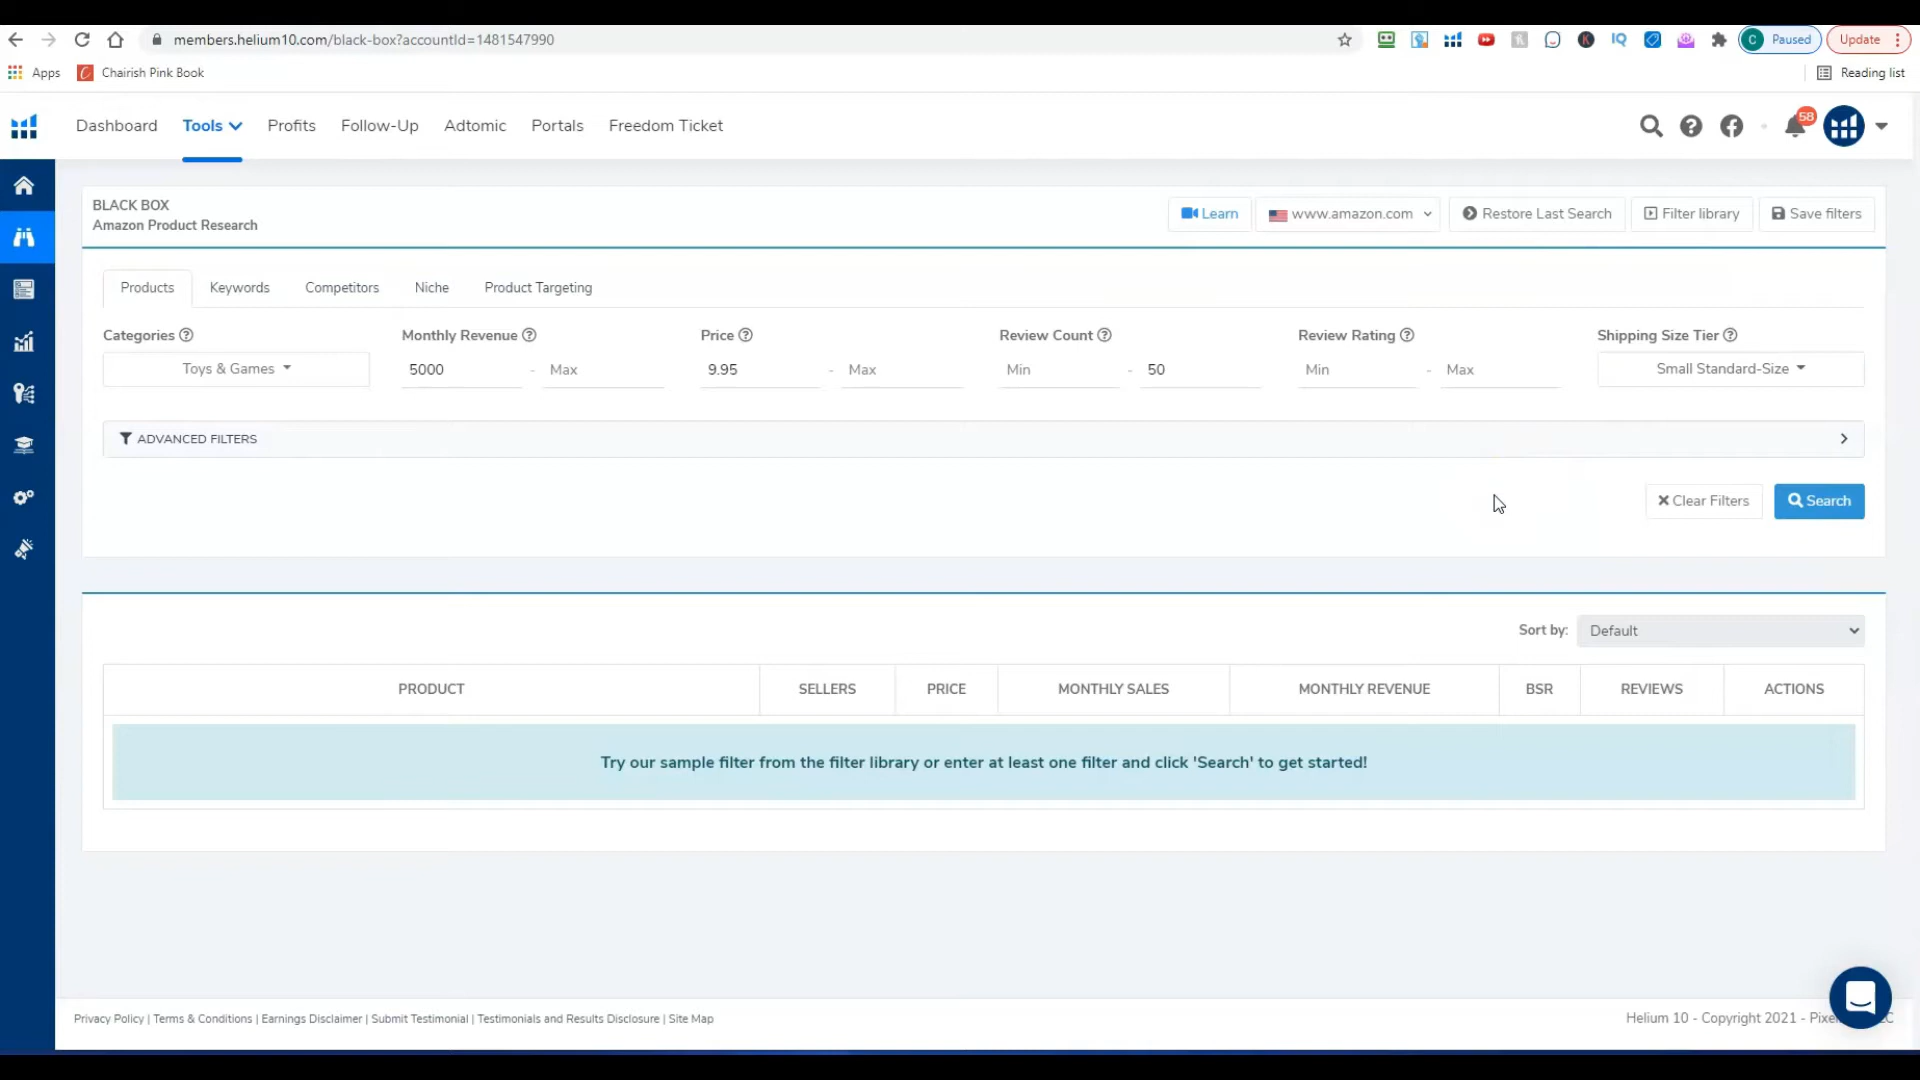 members.helium10.com/black-box?accountId=1481547990
IQ
K
C Paused
Update
Apps
Chairish Pink Book
Reading list
Dashboard
Tools
Profits
Follow-Up
Adtomic
Portals
Freedom Ticket
58
BLACK BOX
Amazon Product Research
Learn
www.amazon.com
Restore Last Search
Filter library
Save filters
Products
Keywords
Competitors
Niche
Product Targeting
Categories
Monthly Revenue
Price
Review Count
Review Rating
Shipping Size Tier
Toys & Games
5000 - Max
9.95 - Max
Min - 50
Min - Max
Small Standard-Size
ADVANCED FILTERS
Clear Filters
Search
Sort by: Default
PRODUCT
SELLERS
PRICE
MONTHLY SALES
MONTHLY REVENUE
BSR
REVIEWS
ACTIONS
Try our sample filter from the filter library or enter at least one filter and click 'Search' to get started!
Privacy Policy | Terms & Conditions | Earnings Disclaimer | Submit Testimonial | Testimonials and Results Disclosure | Site Map
Helium 10 - Copyright 2021 -